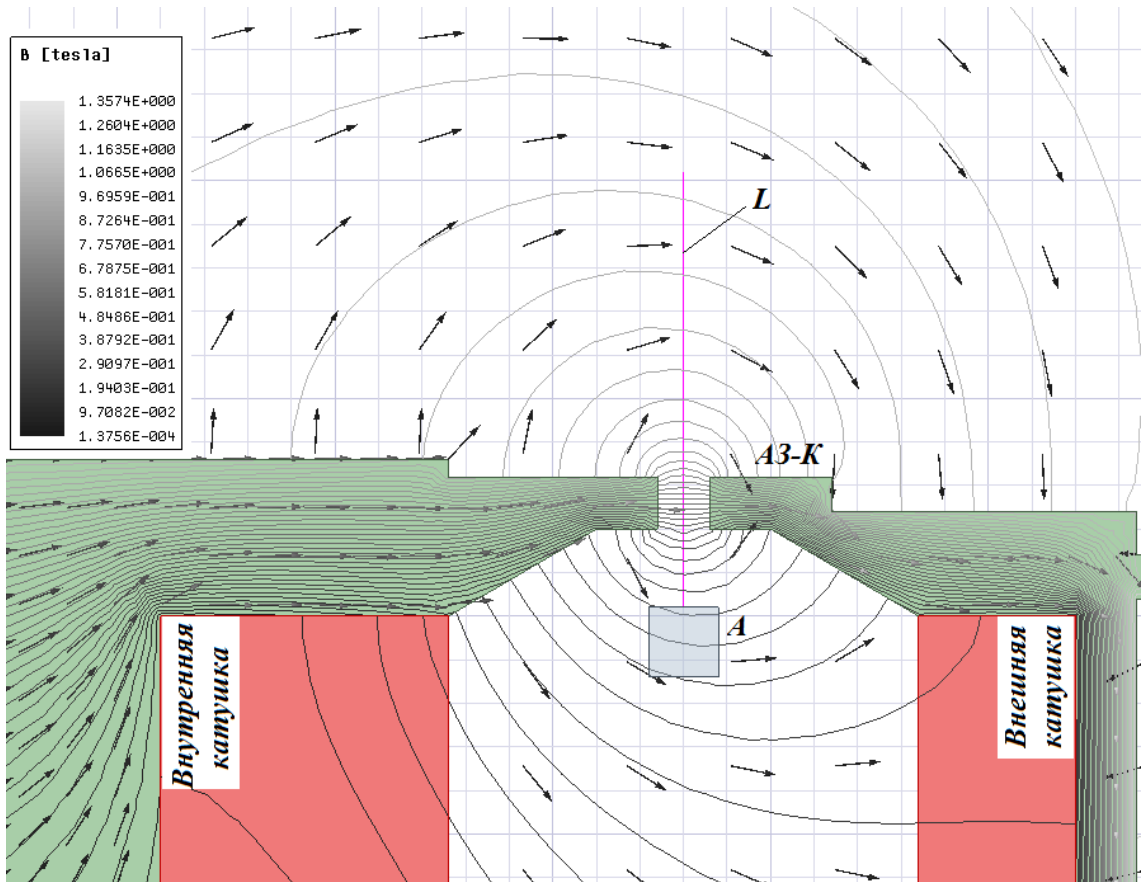 B [tesla]
1.3574E+000
1.2604E+000
1.1635E+000
1.0665E+000
9.6959E-001
8.7264E-001
7.7570E-001
6.7875E-001
5.8181E-001
4.8486E-001
3.8792E-001
2.9097E-001
1.9403E-001
9.7082E-002
1.3756E-004
L
АЗ-К
А
Внутренняя
катушка
Внешняя
катушка